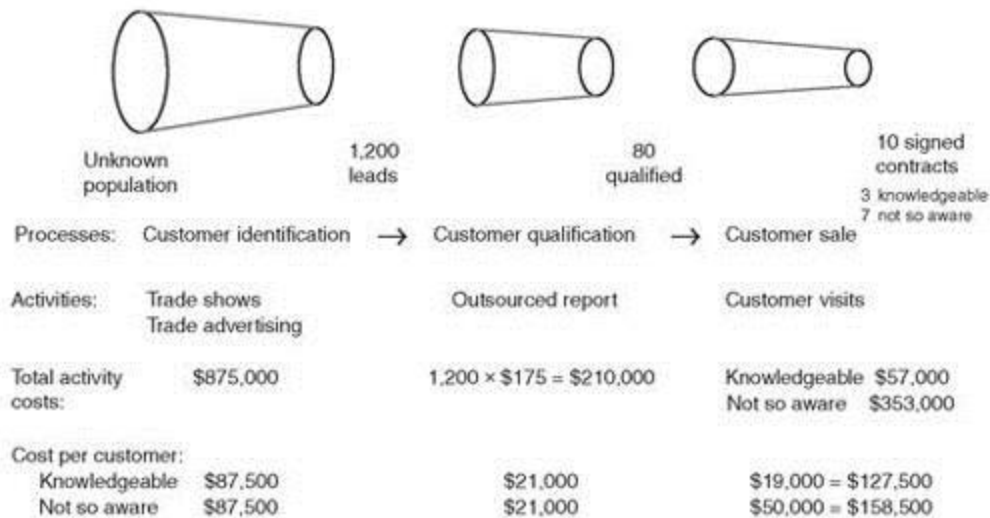 Unknown
population
1,200
leads
80
qualified
10 signed
contracts
3 knowledgeable
7 not so aware
Processes: Customer identification → Customer qualification → Customer sale
Activities: Trade shows Outsourced report Customer visits
Trade advertising
Total activity $875,000 1,200 × $175 = $210,000 Knowledgeable $57,000
costs: Not so aware $353,000
Cost per customer:
Knowledgeable $87,500 $21,000 $19,000 = $127,500
Not so aware $87,500 $21,000 $50,000 = $158,500